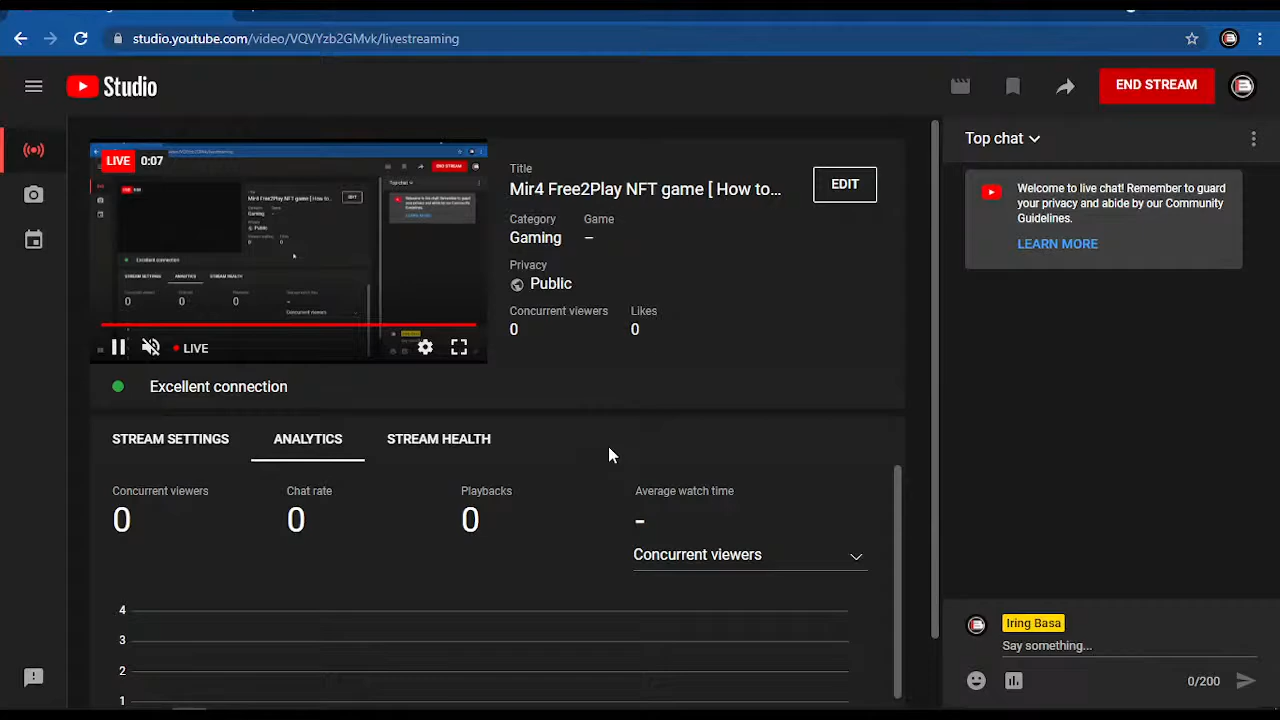 studio.youtube.com/video/VQVYzb2GMvk/livestreaming
Studio
END STREAM
LIVE 0:07
LIVE
Title
Mir4 Free2Play NFT game [ How to...
EDIT
Category Game
Gaming –
Privacy
Public
Concurrent viewers Likes
0 0
Excellent connection
STREAM SETTINGS ANALYTICS STREAM HEALTH
Concurrent viewers Chat rate Playbacks Average watch time
0 0 0 -
Concurrent viewers
4
3
2
1
Top chat
Welcome to live chat! Remember to guard
your privacy and abide by our Community
Guidelines.
LEARN MORE
Iring Basa
Say something...
0/200